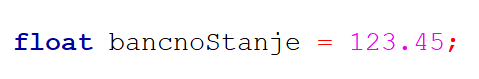 float bancnoStanje = 123.45;